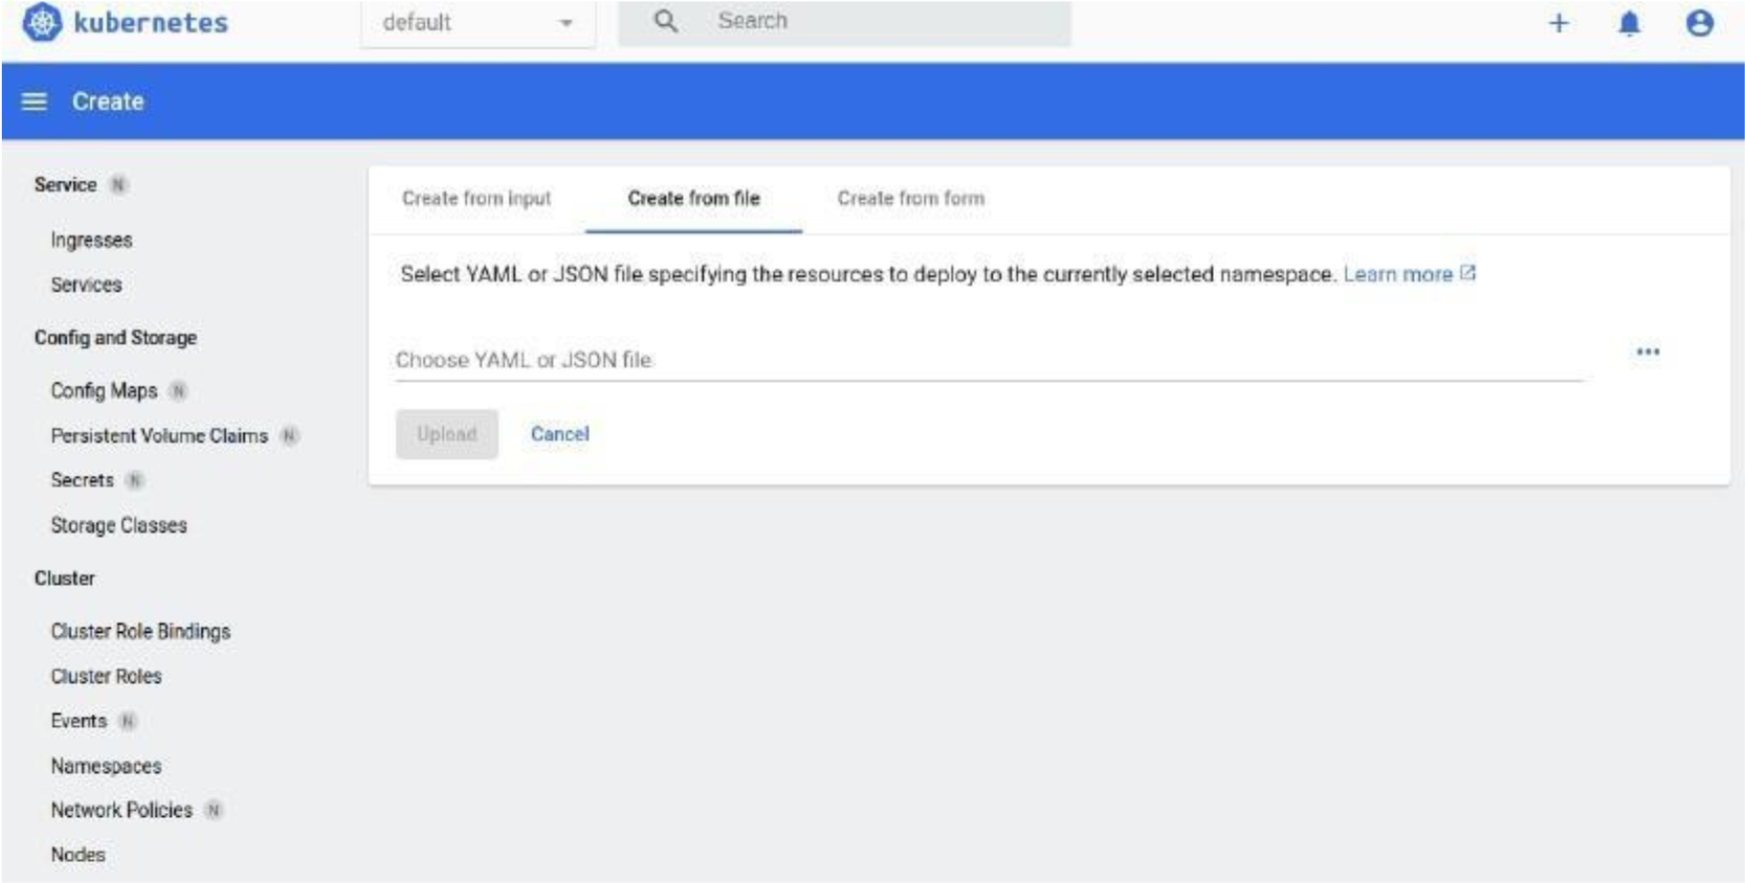 kubernetes
default
Search
Create
Service N
Ingresses
Services
Config and Storage
Config Maps N
Persistent Volume Claims N
Secrets N
Storage Classes
Cluster
Cluster Role Bindings
Cluster Roles
Events N
Namespaces
Network Policies N
Nodes
Create from input
Create from file
Create from form
Select YAML or JSON file specifying the resources to deploy to the currently selected namespace. Learn more
Choose YAML or JSON file
Upload
Cancel